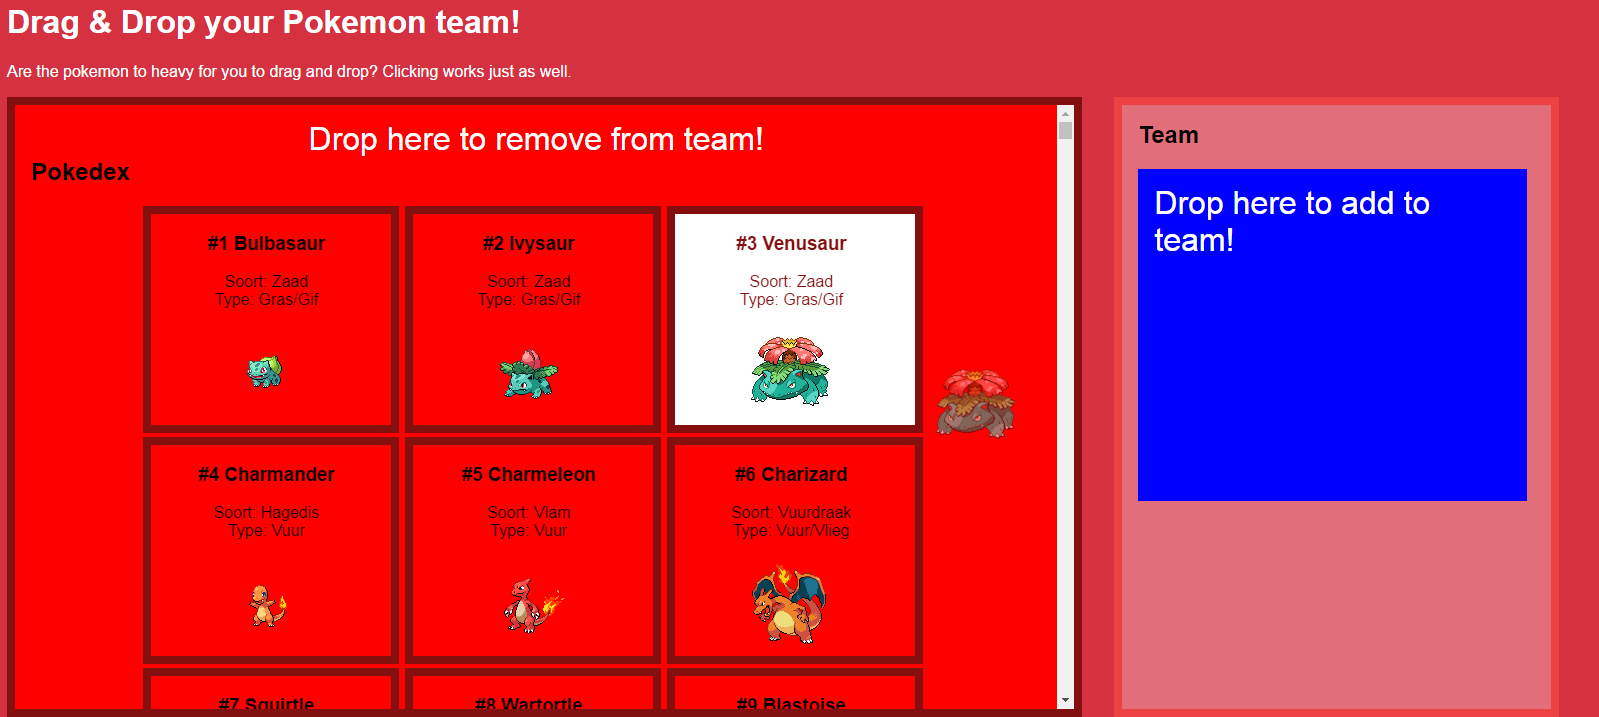 Drag & Drop your Pokemon team!
Are the pokemon to heavy for you to drag and drop? Clicking works just as well.
Drop here to remove from team!
Pokedex
#1 Bulbasaur
Soort: Zaad
Type: Gras/Gif
#2 Ivysaur
Soort: Zaad
Type: Gras/Gif
#3 Venusaur
Soort: Zaad
Type: Gras/Gif
#4 Charmander
Soort: Hagedis
Type: Vuur
#5 Charmeleon
Soort: Vlam
Type: Vuur
#6 Charizard
Soort: Vuurdraak
Type: Vuur/Vlieg
#7 Squirtle
#8 Wartortle
#9 Blastoise
Team
Drop here to add to
team!